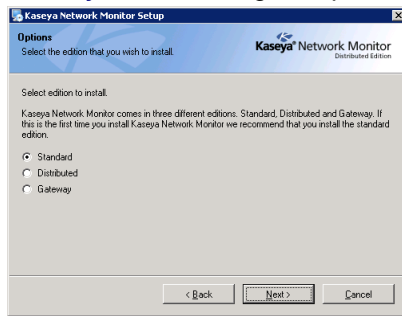 Kaseya Network Monitor Setup
Options
Select the edition that you wish to install.
Kaseya Network Monitor
Distributed Edition
Select edition to install.
Kaseya Network Monitor comes in three different editions. Standard, Distributed and Gateway. If
this is the first time you install Kaseya Network Monitor we recommend that you install the standard
edition.
Standard
Distributed
Gateway
< Back
Next >
Cancel